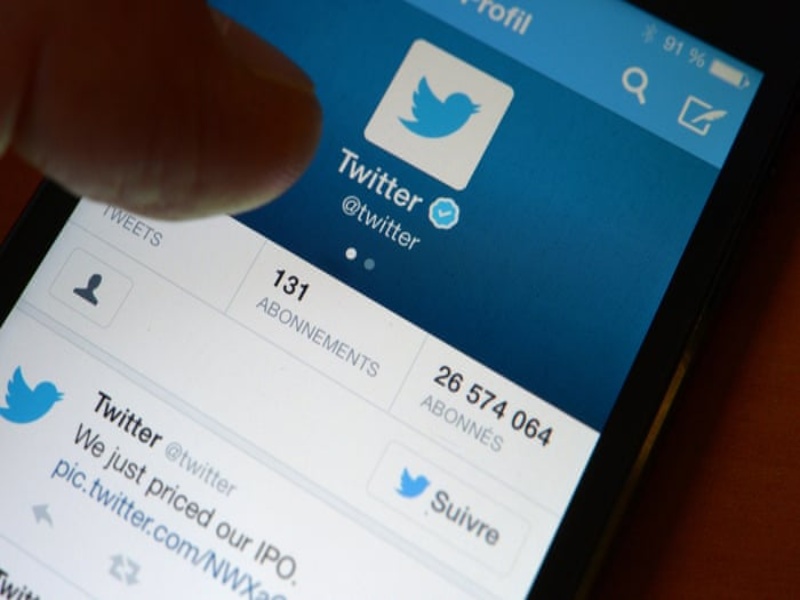 Profil
91 %
Twitter
@twitter
TWEETS
131
ABONNEMENTS
26 574 064
ABONNÉS
Suivre
Twitter @twitter
We just priced our IPO.
pic.twitter.com/NWXa